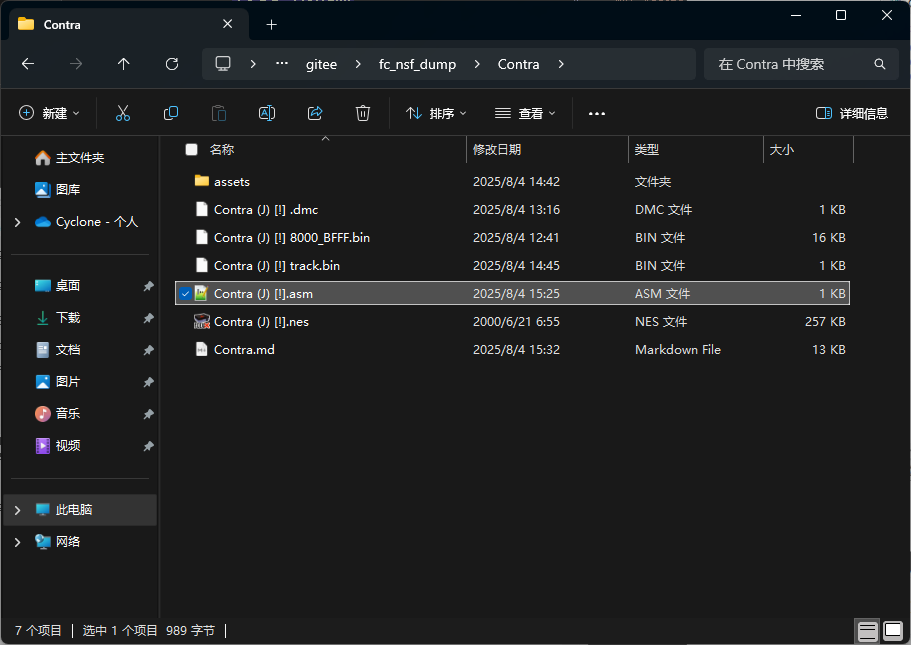 Contra
gitee fc_nsf_dump Contra
在 Contra 中搜索
新建 排序 查看 详细信息
主文件夹
图库
Cyclone - 个人
桌面
下载
文档
图片
音乐
视频
此电脑
网络
名称 修改日期 类型 大小
assets 2025/8/4 14:42 文件夹
Contra (J) [!] .dmc 2025/8/4 13:16 DMC 文件 1 KB
Contra (J) [!] 8000_BFFF.bin 2025/8/4 12:41 BIN 文件 16 KB
Contra (J) [!] track.bin 2025/8/4 14:45 BIN 文件 1 KB
Contra (J) [!].asm 2025/8/4 15:25 ASM 文件 1 KB
Contra (J) [!].nes 2000/6/21 6:55 NES 文件 257 KB
Contra.md 2025/8/4 15:32 Markdown File 13 KB
7 个项目 选中 1 个项目 989 字节